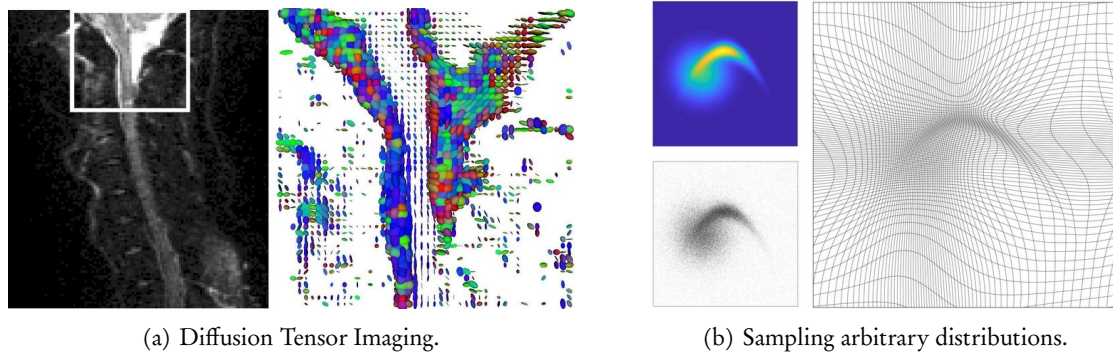 (a) Diffusion Tensor Imaging.
(b) Sampling arbitrary distributions.